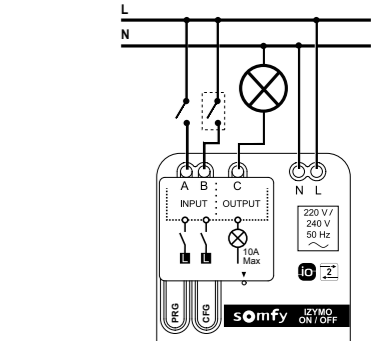 L
N
A B C
N L
INPUT OUTPUT
220 V /
240 V
50 Hz
L L
10A
Max
io 2
PRG
CFG
somfy
IZYMO
ON / OFF